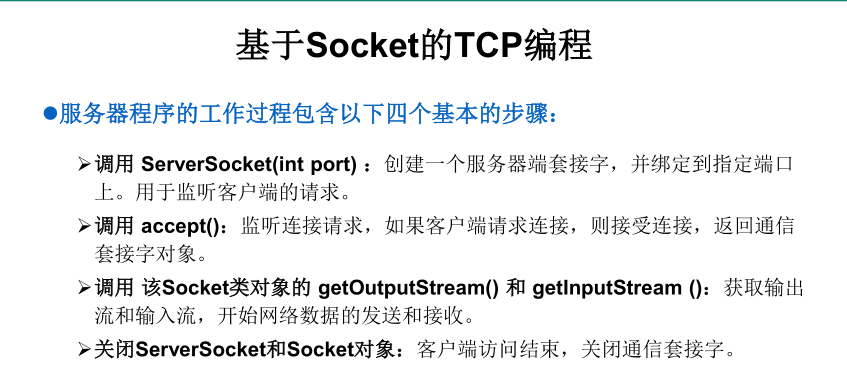 基于Socket的TCP编程
●服务器程序的工作过程包含以下四个基本的步骤：
➢调用 ServerSocket(int port) ：创建一个服务器端套接字，并绑定到指定端口
上。用于监听客户端的请求。
➢调用 accept()：监听连接请求，如果客户端请求连接，则接受连接，返回通信
套接字对象。
➢调用 该Socket类对象的 getOutputStream() 和 getInputStream ()：获取输出
流和输入流，开始网络数据的发送和接收。
➢关闭ServerSocket和Socket对象：客户端访问结束，关闭通信套接字。